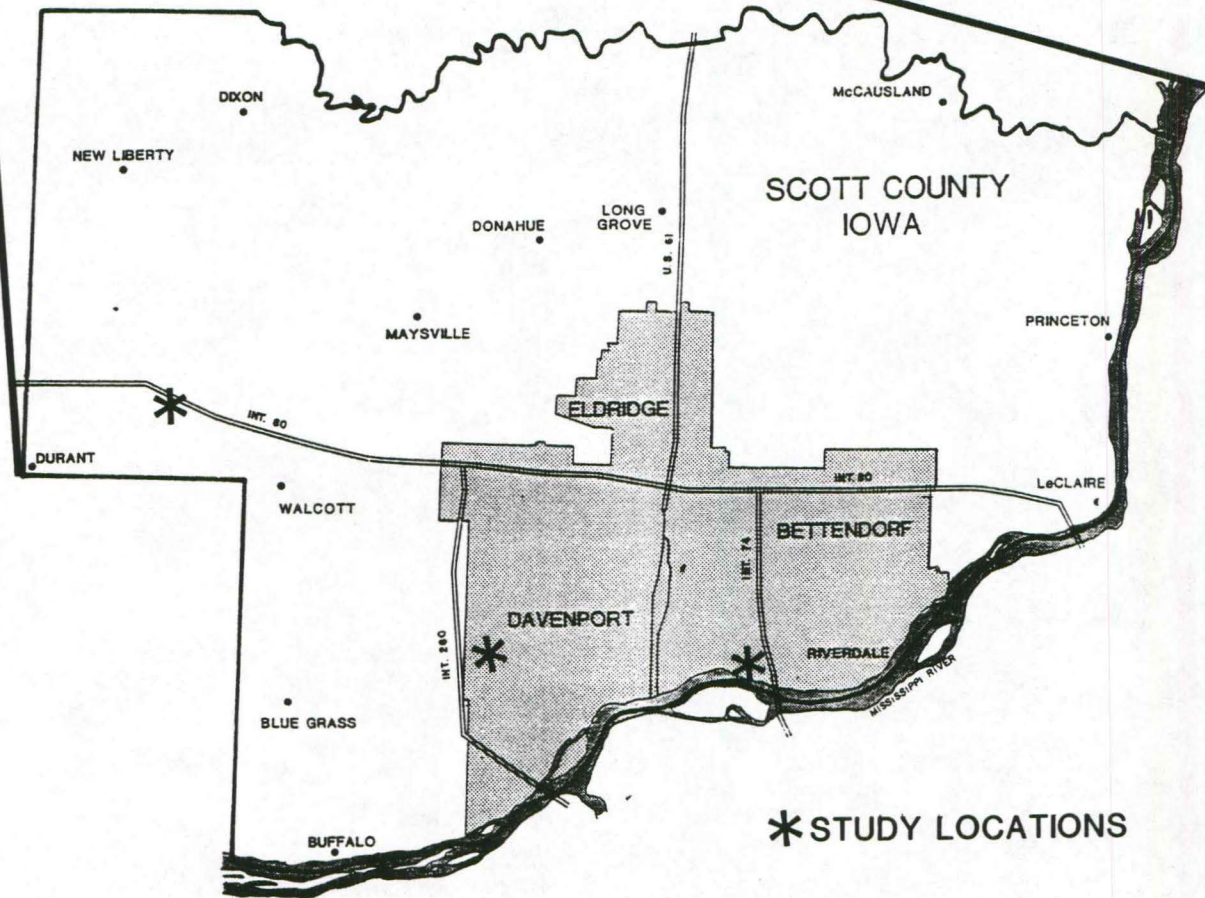 DIXON
McCAUSLAND
NEW LIBERTY
SCOTT COUNTY
IOWA
LONG
GROVE
DONAHUE
U.S. 61
PRINCETON
MAYSVILLE
ELDRIDGE
INT. 80
DURANT
INT. 80
LeCLAIRE
WALCOTT
BETTENDORF
INT. 74
DAVENPORT
INT. 280
RIVERDALE
MISSISSIPPI RIVER
BLUE GRASS
* STUDY LOCATIONS
BUFFALO